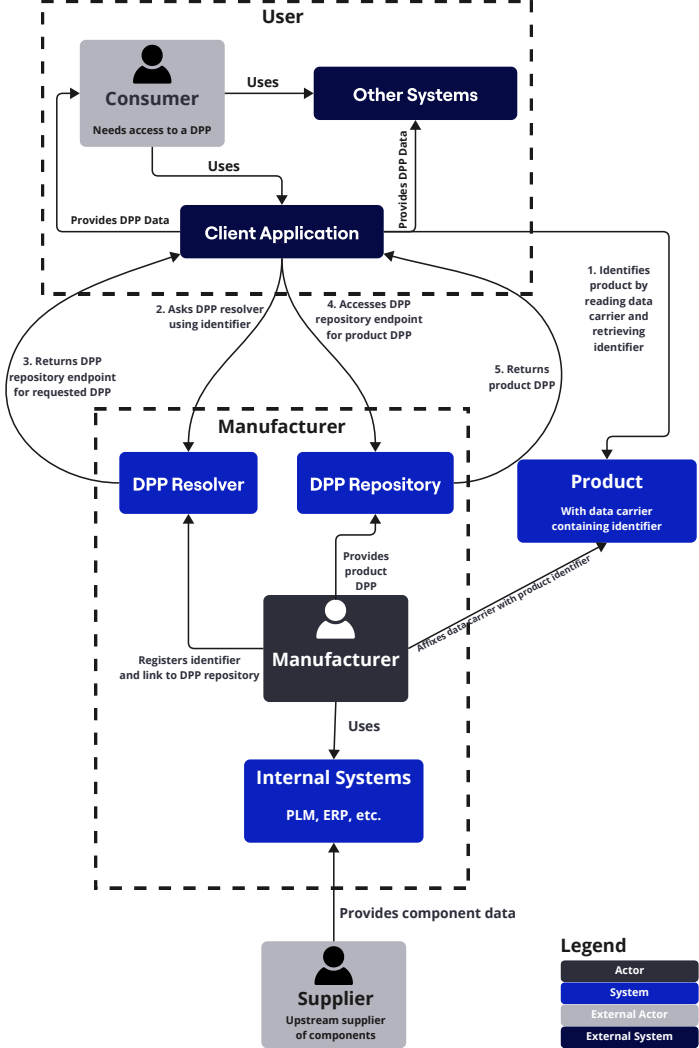 User
Consumer
Needs access to a DPP
Uses
Other Systems
Uses
Provides DPP Data
Provides DPP Data
Client Application
1. Identifies
product by
reading data
carrier and
retrieving
identifier
2. Asks DPP resolver
using identifier
4. Accesses DPP
repository endpoint
for product DPP
3. Returns DPP
repository endpoint
for requested DPP
5. Returns
product DPP
Manufacturer
DPP Resolver
DPP Repository
Product
With data carrier
containing identifier
Provides
product
DPP
Affixes data carrier with product identifier
Manufacturer
Registers identifier
and link to DPP repository
Uses
Internal Systems
PLM, ERP, etc.
Provides component data
Supplier
Upstream supplier
of components
Legend
Actor
System
External Actor
External System